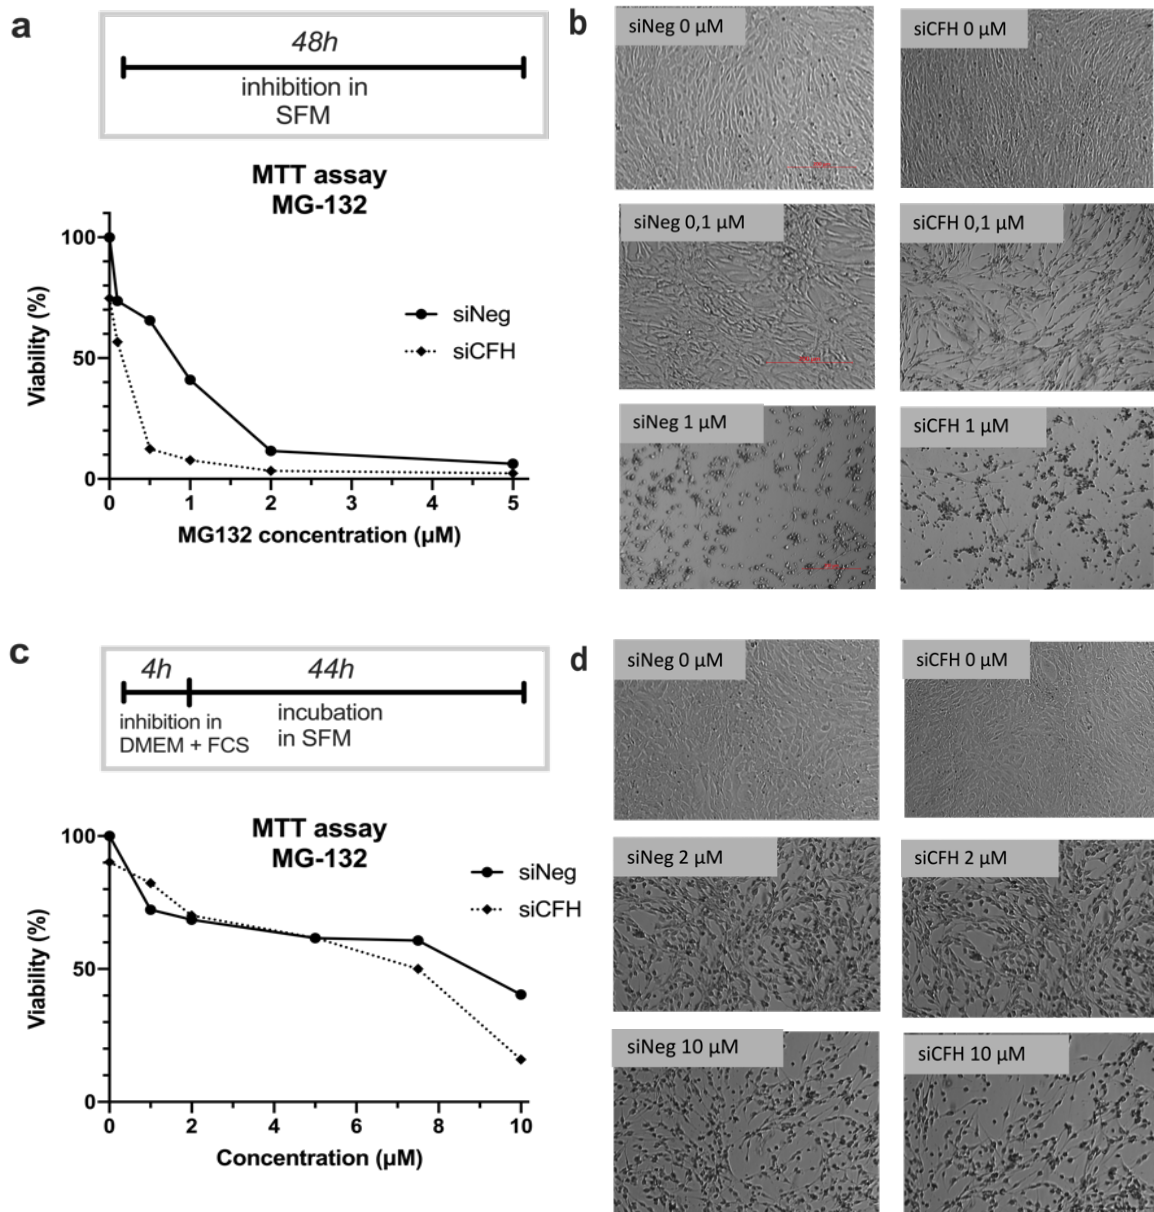 a
48h
inhibition in
SFM
MTT assay
MG-132
100
50
0
Viability (%)
siNeg
siCFH
0 1 2 3 4 5
MG132 concentration (µM)
b
siNeg 0 µM
siCFH 0 µM
siNeg 0,1 µM
siCFH 0,1 µM
siNeg 1 µM
siCFH 1 µM
c
4h 44h
inhibition in
DMEM + FCS
incubation
in SFM
MTT assay
MG-132
100
50
0
Viability (%)
siNeg
siCFH
0 2 4 6 8 10
Concentration (µM)
d
siNeg 0 µM
siCFH 0 µM
siNeg 2 µM
siCFH 2 µM
siNeg 10 µM
siCFH 10 µM